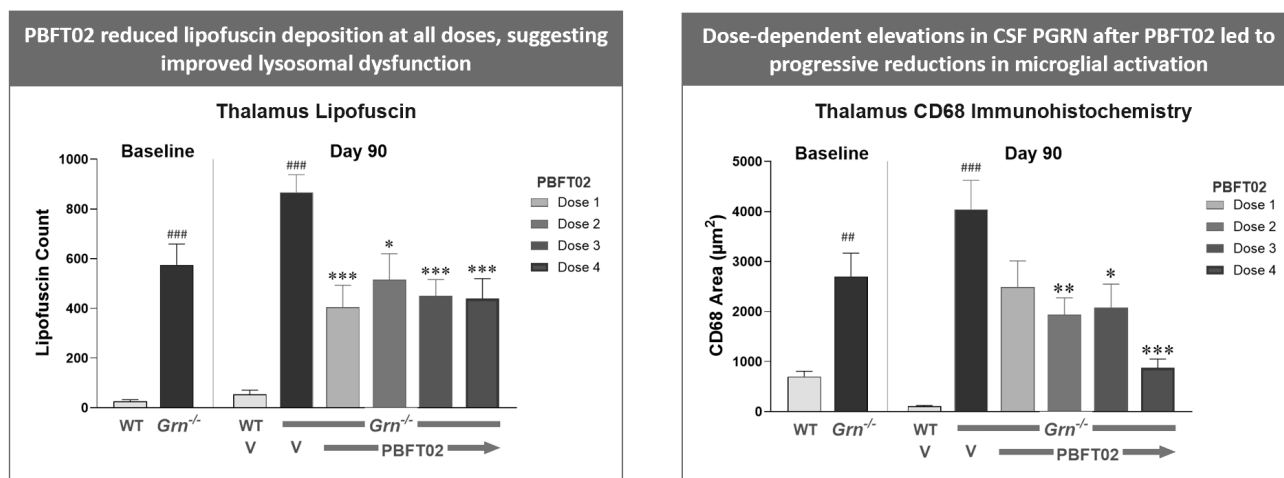 PBFT02 reduced lipofuscin deposition at all doses, suggesting
improved lysosomal dysfunction
Thalamus Lipofuscin
Baseline
Day 90
1000
800
600
400
200
0
Lipofuscin Count
###
###
***
*
***
***
PBFT02
Dose 1
Dose 2
Dose 3
Dose 4
WT
Grn-/-
WT
V
V
Grn-/-
PBFT02
Dose-dependent elevations in CSF PGRN after PBFT02 led to
progressive reductions in microglial activation
Thalamus CD68 Immunohistochemistry
Baseline
Day 90
5000
4000
3000
2000
1000
0
CD68 Area (µm²)
##
###
**
*
***
PBFT02
Dose 1
Dose 2
Dose 3
Dose 4
WT
Grn-/-
WT
V
V
Grn-/-
PBFT02